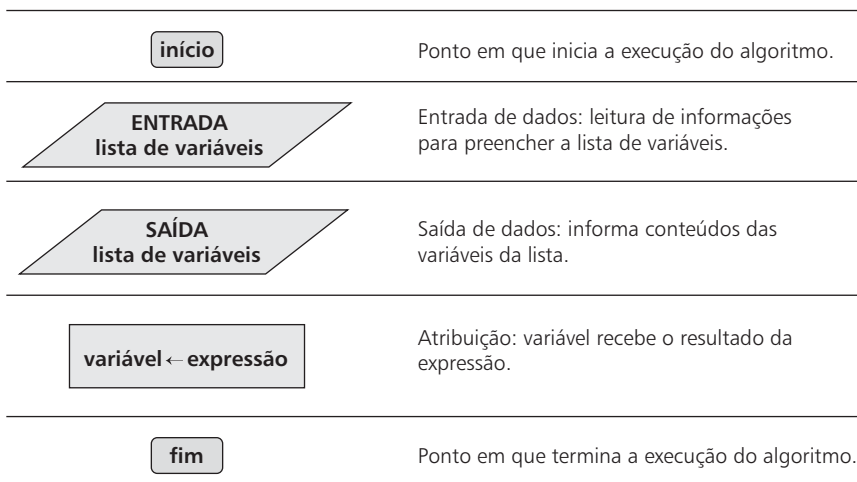 início
Ponto em que inicia a execução do algoritmo.
ENTRADA
lista de variáveis
Entrada de dados: leitura de informações
para preencher a lista de variáveis.
SAÍDA
lista de variáveis
Saída de dados: informa conteúdos das
variáveis da lista.
variável ← expressão
Atribuição: variável recebe o resultado da
expressão.
fim
Ponto em que termina a execução do algoritmo.